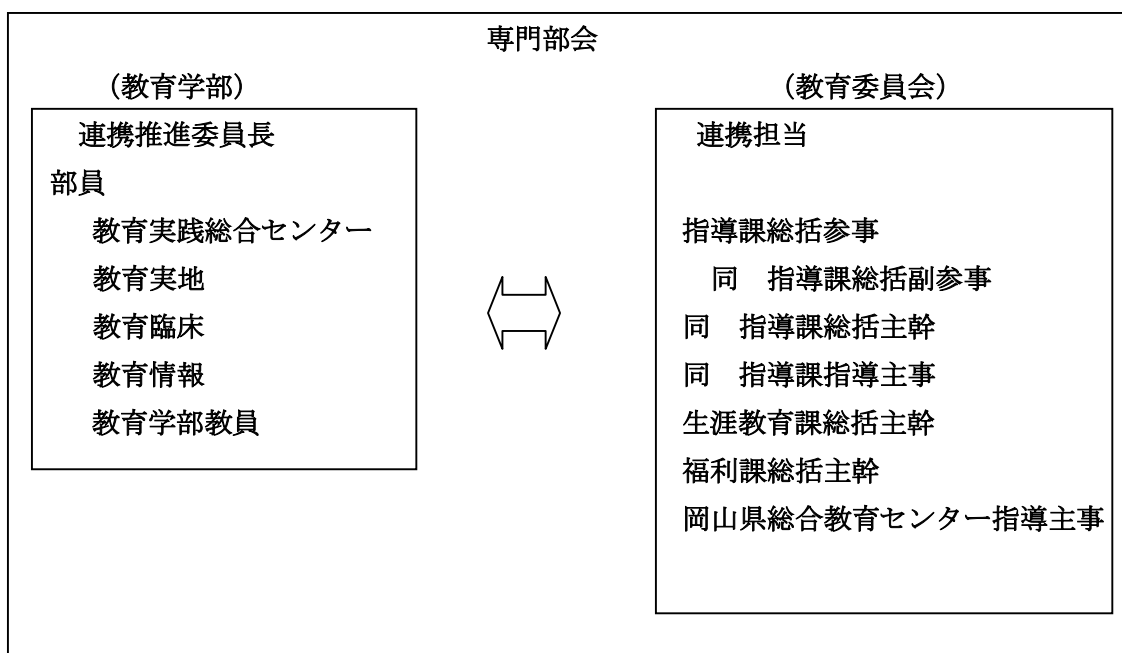 専門部会
(教育学部)
連携推進委員長
部員
教育実践総合センター
教育実地
教育臨床
教育情報
教育学部教員
(教育委員会)
連携担当
指導課総括参事
同　指導課総括副参事
同　指導課総括主幹
同　指導課指導主事
生涯教育課総括主幹
福利課総括主幹
岡山県総合教育センター指導主事